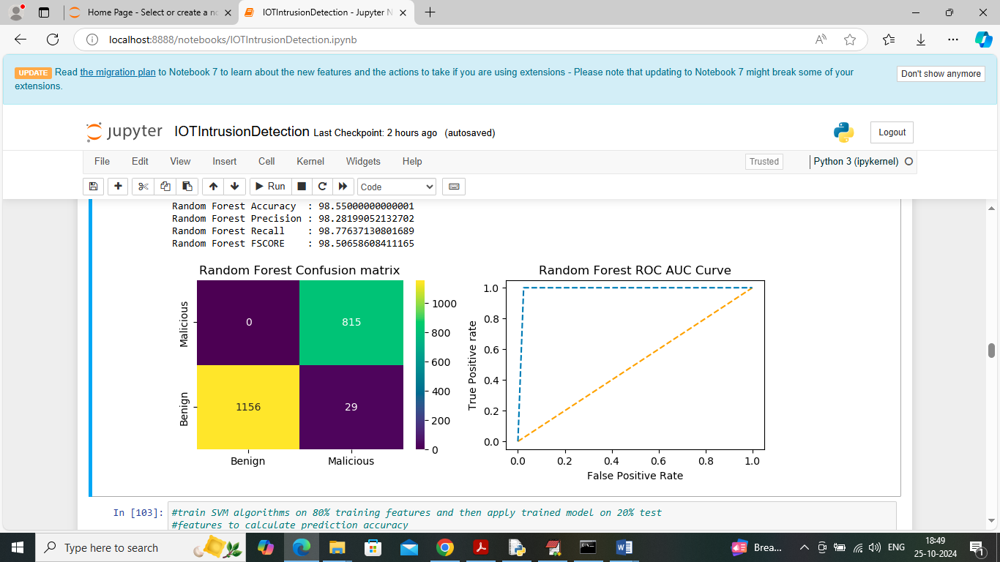 Home Page - Select or create a no
IOTIntrusionDetection - Jupyter N
localhost:8888/notebooks/IOTIntrusionDetection.ipynb
UPDATE Read the migration plan to Notebook 7 to learn about the new features and the actions to take if you are using extensions - Please note that updating to Notebook 7 might break some of your
extensions.
Don't show anymore
jupyter IOTIntrusionDetection Last Checkpoint: 2 hours ago (autosaved)
Logout
File Edit View Insert Cell Kernel Widgets Help
Trusted
Python 3 (ipykernel)
Run
Code
Random Forest Accuracy  : 98.55000000000001
Random Forest Precision : 98.28199052132702
Random Forest Recall    : 98.77637130801689
Random Forest FSCORE    : 98.50658608411165
Random Forest Confusion matrix
Malicious
0 815
Benign
1156 29
Benign Malicious
1000
800
600
400
200
0
Random Forest ROC AUC Curve
True Positive rate
1.0
0.8
0.6
0.4
0.2
0.0
0.0 0.2 0.4 0.6 0.8 1.0
False Positive Rate
In [103]: #train SVM algorithms on 80% training features and then apply trained model on 20% test
#features to calculate prediction accuracy
Type here to search
Brea...
ENG
18:49
25-10-2024
1